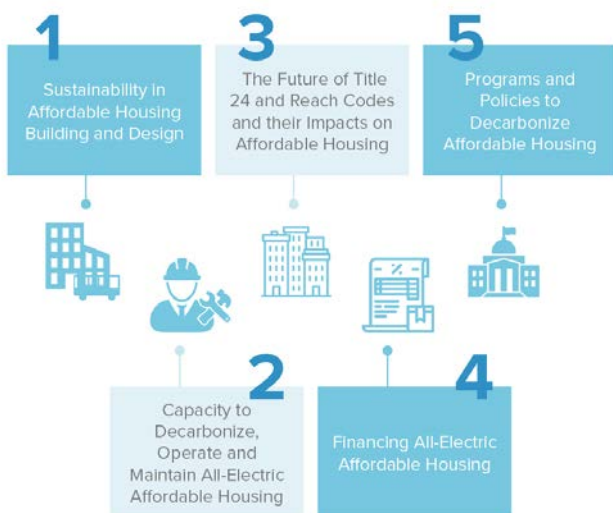 1
Sustainability in
Affordable Housing
Building and Design
2
Capacity to
Decarbonize,
Operate and
Maintain All-Electric
Affordable Housing
3
The Future of Title
24 and Reach Codes
and their Impacts on
Affordable Housing
4
Financing All-Electric
Affordable Housing
5
Programs and
Policies to
Decarbonize
Affordable Housing
%